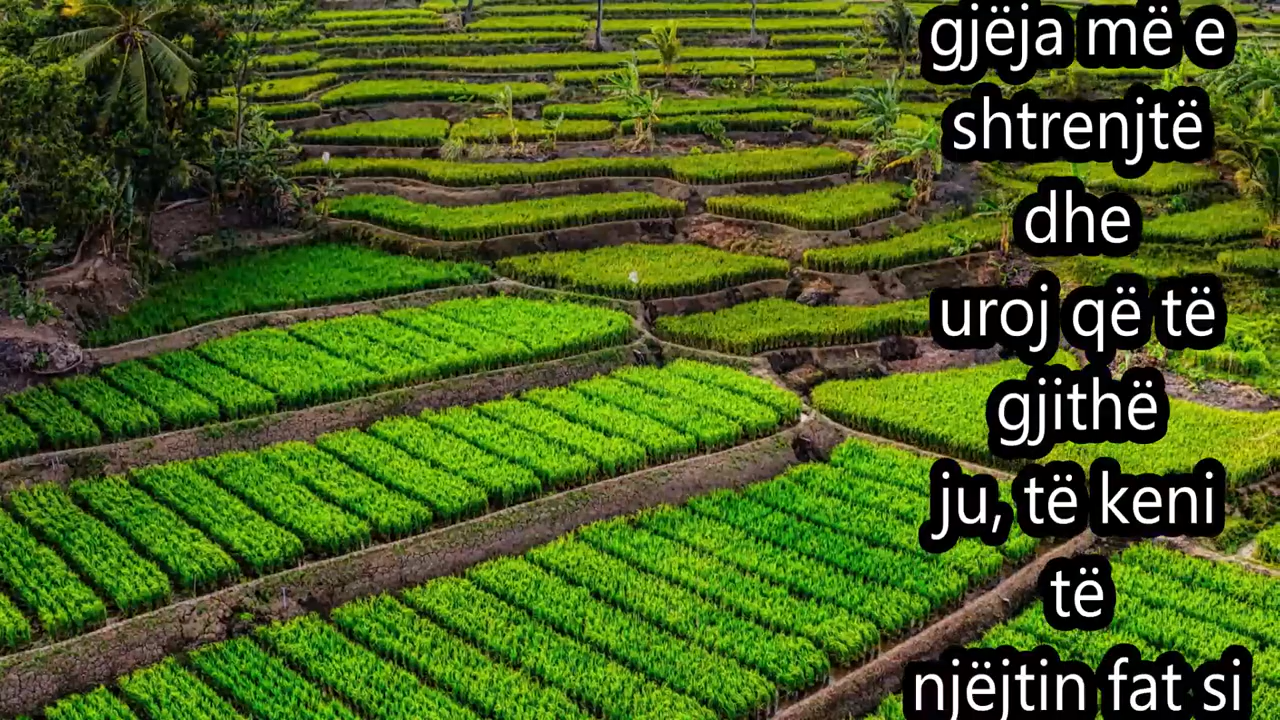 gjëja më e
shtrenjtë
dhe
uroj që të
gjithë
ju, të keni
të
njëjtin fat si